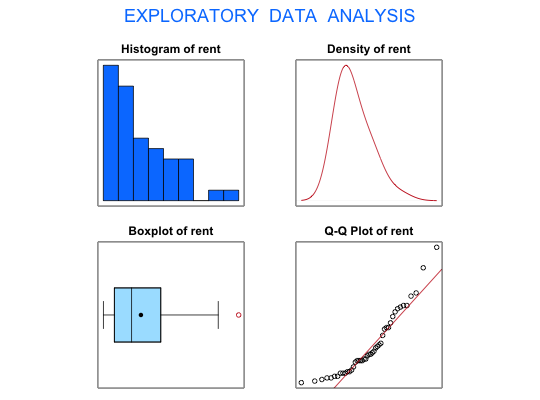 EXPLORATORY DATA ANALYSIS
Histogram of rent
Density of rent
Boxplot of rent
Q-Q Plot of rent